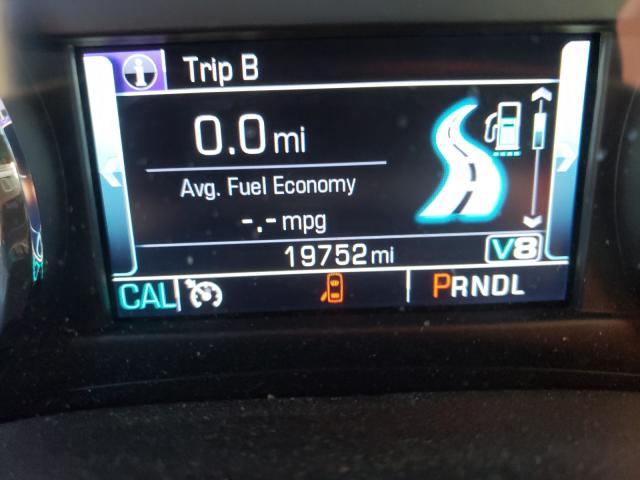 Trip B
0.0 mi
Avg. Fuel Economy
-.- mpg
19752 mi V8
CAL PRNDL